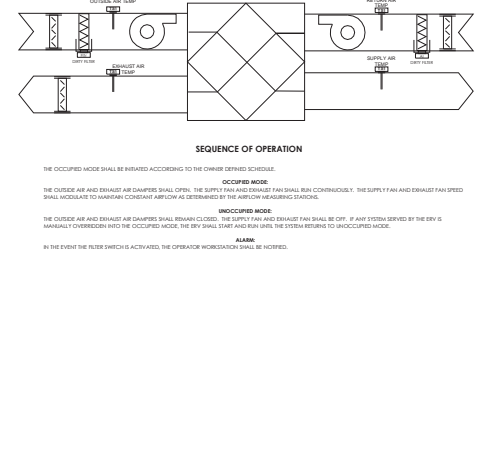 OUTSIDE AIR TEMP
RETURN AIR
TEMP
DIRTY FILTER
DIRTY FILTER
EXHAUST AIR
TEMP
SUPPLY AIR
TEMP
SEQUENCE OF OPERATION
THE OCCUPIED MODE SHALL BE INITIATED ACCORDING TO THE OWNER DEFINED SCHEDULE.
OCCUPIED MODE:
THE OUTSIDE AIR AND EXHAUST AIR DAMPERS SHALL OPEN. THE SUPPLY FAN AND EXHAUST FAN SHALL RUN CONTINUOUSLY. THE SUPPLY FAN AND EXHAUST FAN SPEED
SHALL MODULATE TO MAINTAIN CONSTANT AIRFLOW AS DETERMINED BY THE AIRFLOW MEASURING STATIONS.
UNOCCUPIED MODE:
THE OUTSIDE AIR AND EXHAUST AIR DAMPERS SHALL REMAIN CLOSED. THE SUPPLY FAN AND EXHAUST FAN SHALL BE OFF. IF ANY SYSTEM SERVED BY THE ERV IS
MANUALLY OVERRIDDEN INTO THE OCCUPIED MODE, THE ERV SHALL START AND RUN UNTIL THE SYSTEM RETURNS TO UNOCCUPIED MODE.
ALARM:
IN THE EVENT THE FILTER SWITCH IS ACTIVATED, THE OPERATOR WORKSTATION SHALL BE NOTIFIED.